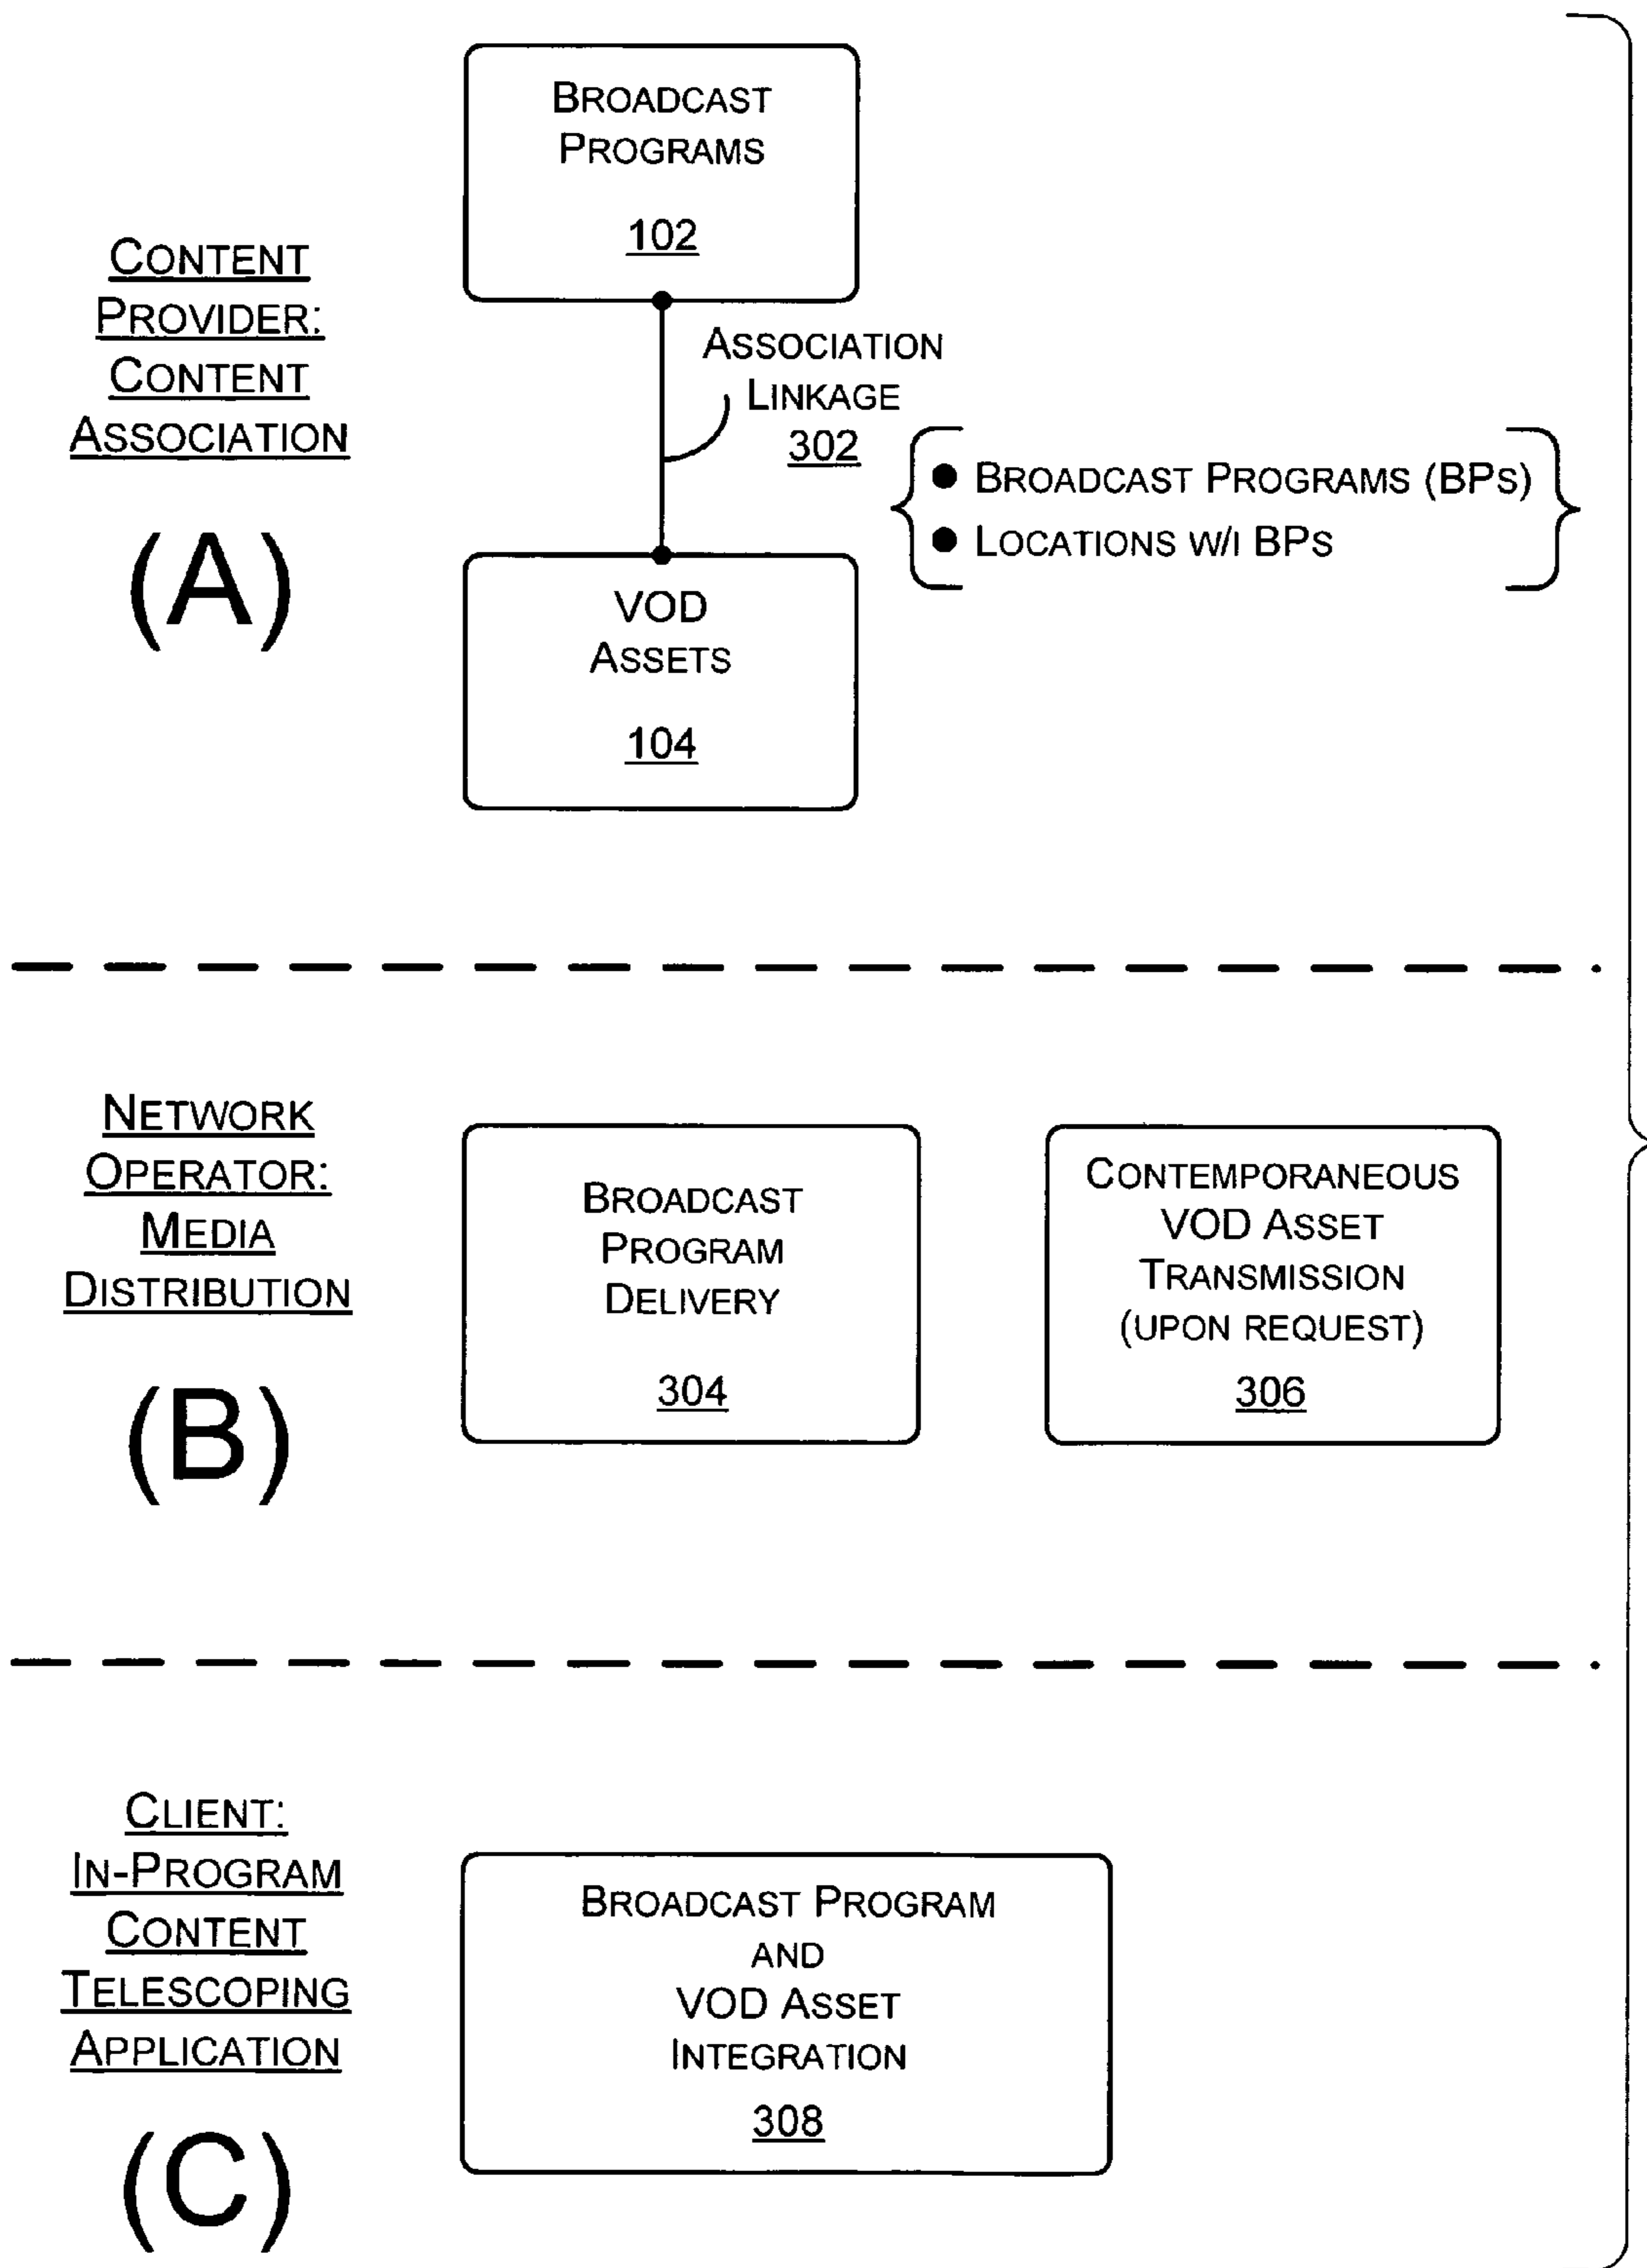 CONTENT
PROVIDER:
CONTENT
ASSOCIATION
(A)
BROADCAST
PROGRAMS
102
ASSOCIATION
LINKAGE
302
● BROADCAST PROGRAMS (BPS)
● LOCATIONS W/I BPS
VOD
ASSETS
104
NETWORK
OPERATOR:
MEDIA
DISTRIBUTION
(B)
BROADCAST
PROGRAM
DELIVERY
304
CONTEMPORANEOUS
VOD ASSET
TRANSMISSION
(UPON REQUEST)
306
CLIENT:
IN-PROGRAM
CONTENT
TELESCOPING
APPLICATION
(C)
BROADCAST PROGRAM
AND
VOD ASSET
INTEGRATION
308